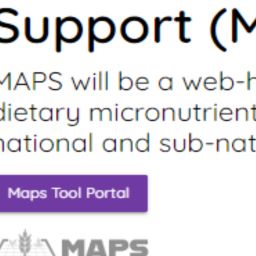 Support (M
MAPS will be a web-h
dietary micronutrient
national and sub-nat
Maps Tool Portal
MAPS